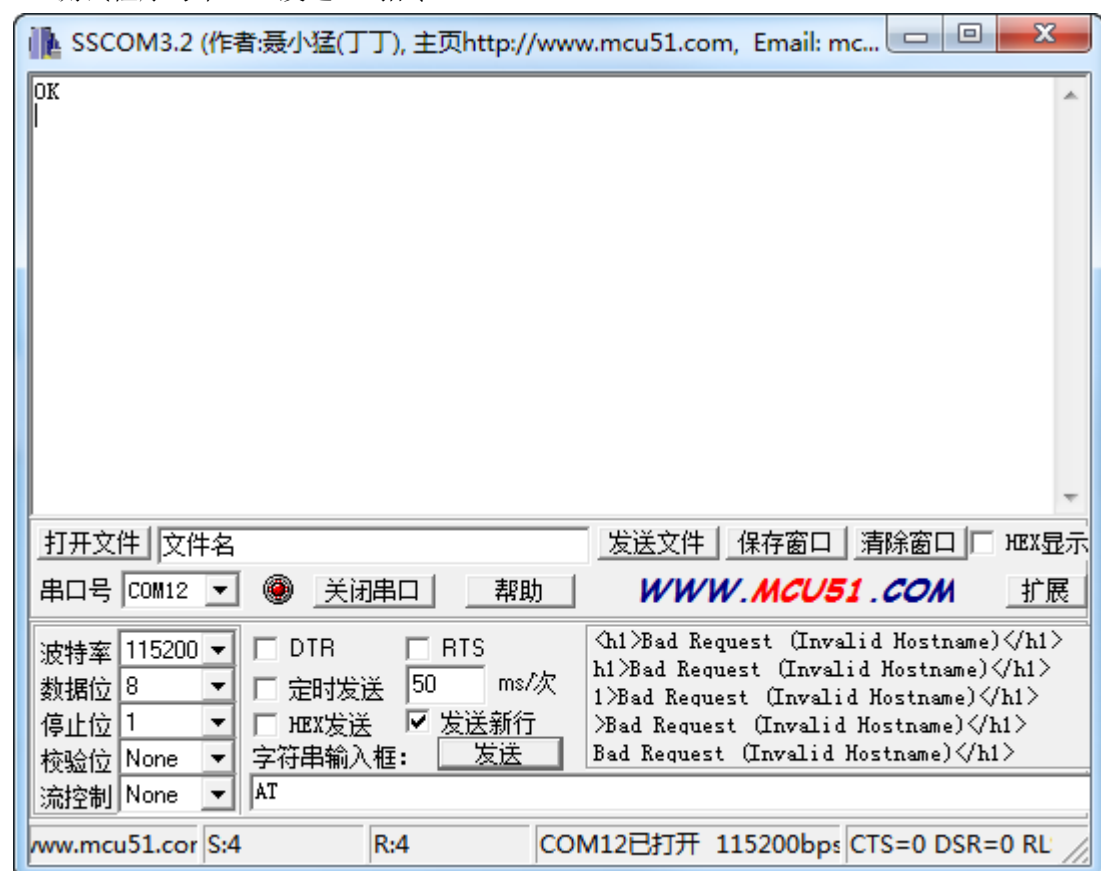 SSCOM3.2 (作者:聂小猛(丁丁), 主页http://www.mcu51.com,  Email: mc...
OK
打开文件 文件名 发送文件 保存窗口 清除窗口 HEX显示
串口号 COM12 关闭串口 帮助 WWW.MCU51.COM 扩展
波特率 115200 DTR RTS
数据位 8 定时发送 50 ms/次
停止位 1 HEX发送 发送新行
校验位 None 字符串输入框: 发送
流控制 None AT
<h1>Bad Request (Invalid Hostname)</h1>
h1>Bad Request (Invalid Hostname)</h1>
1>Bad Request (Invalid Hostname)</h1>
>Bad Request (Invalid Hostname)</h1>
Bad Request (Invalid Hostname)</h1>
www.mcu51.cor S:4 R:4 COM12已打开 115200bps CTS=0 DSR=0 RL